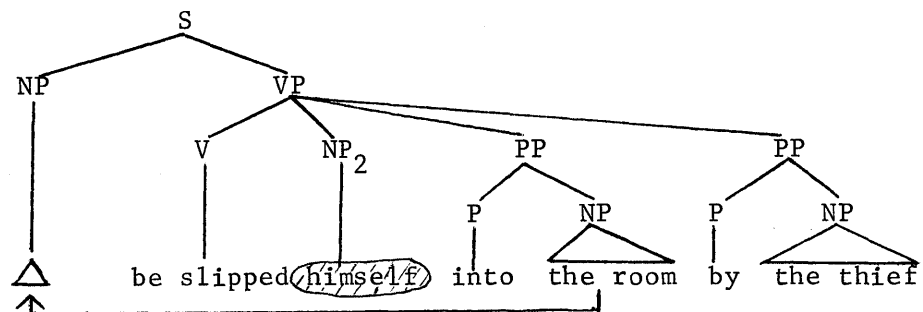 S
NP VP
V NP2 PP PP
P NP P NP
be slipped himself into the room by the thief